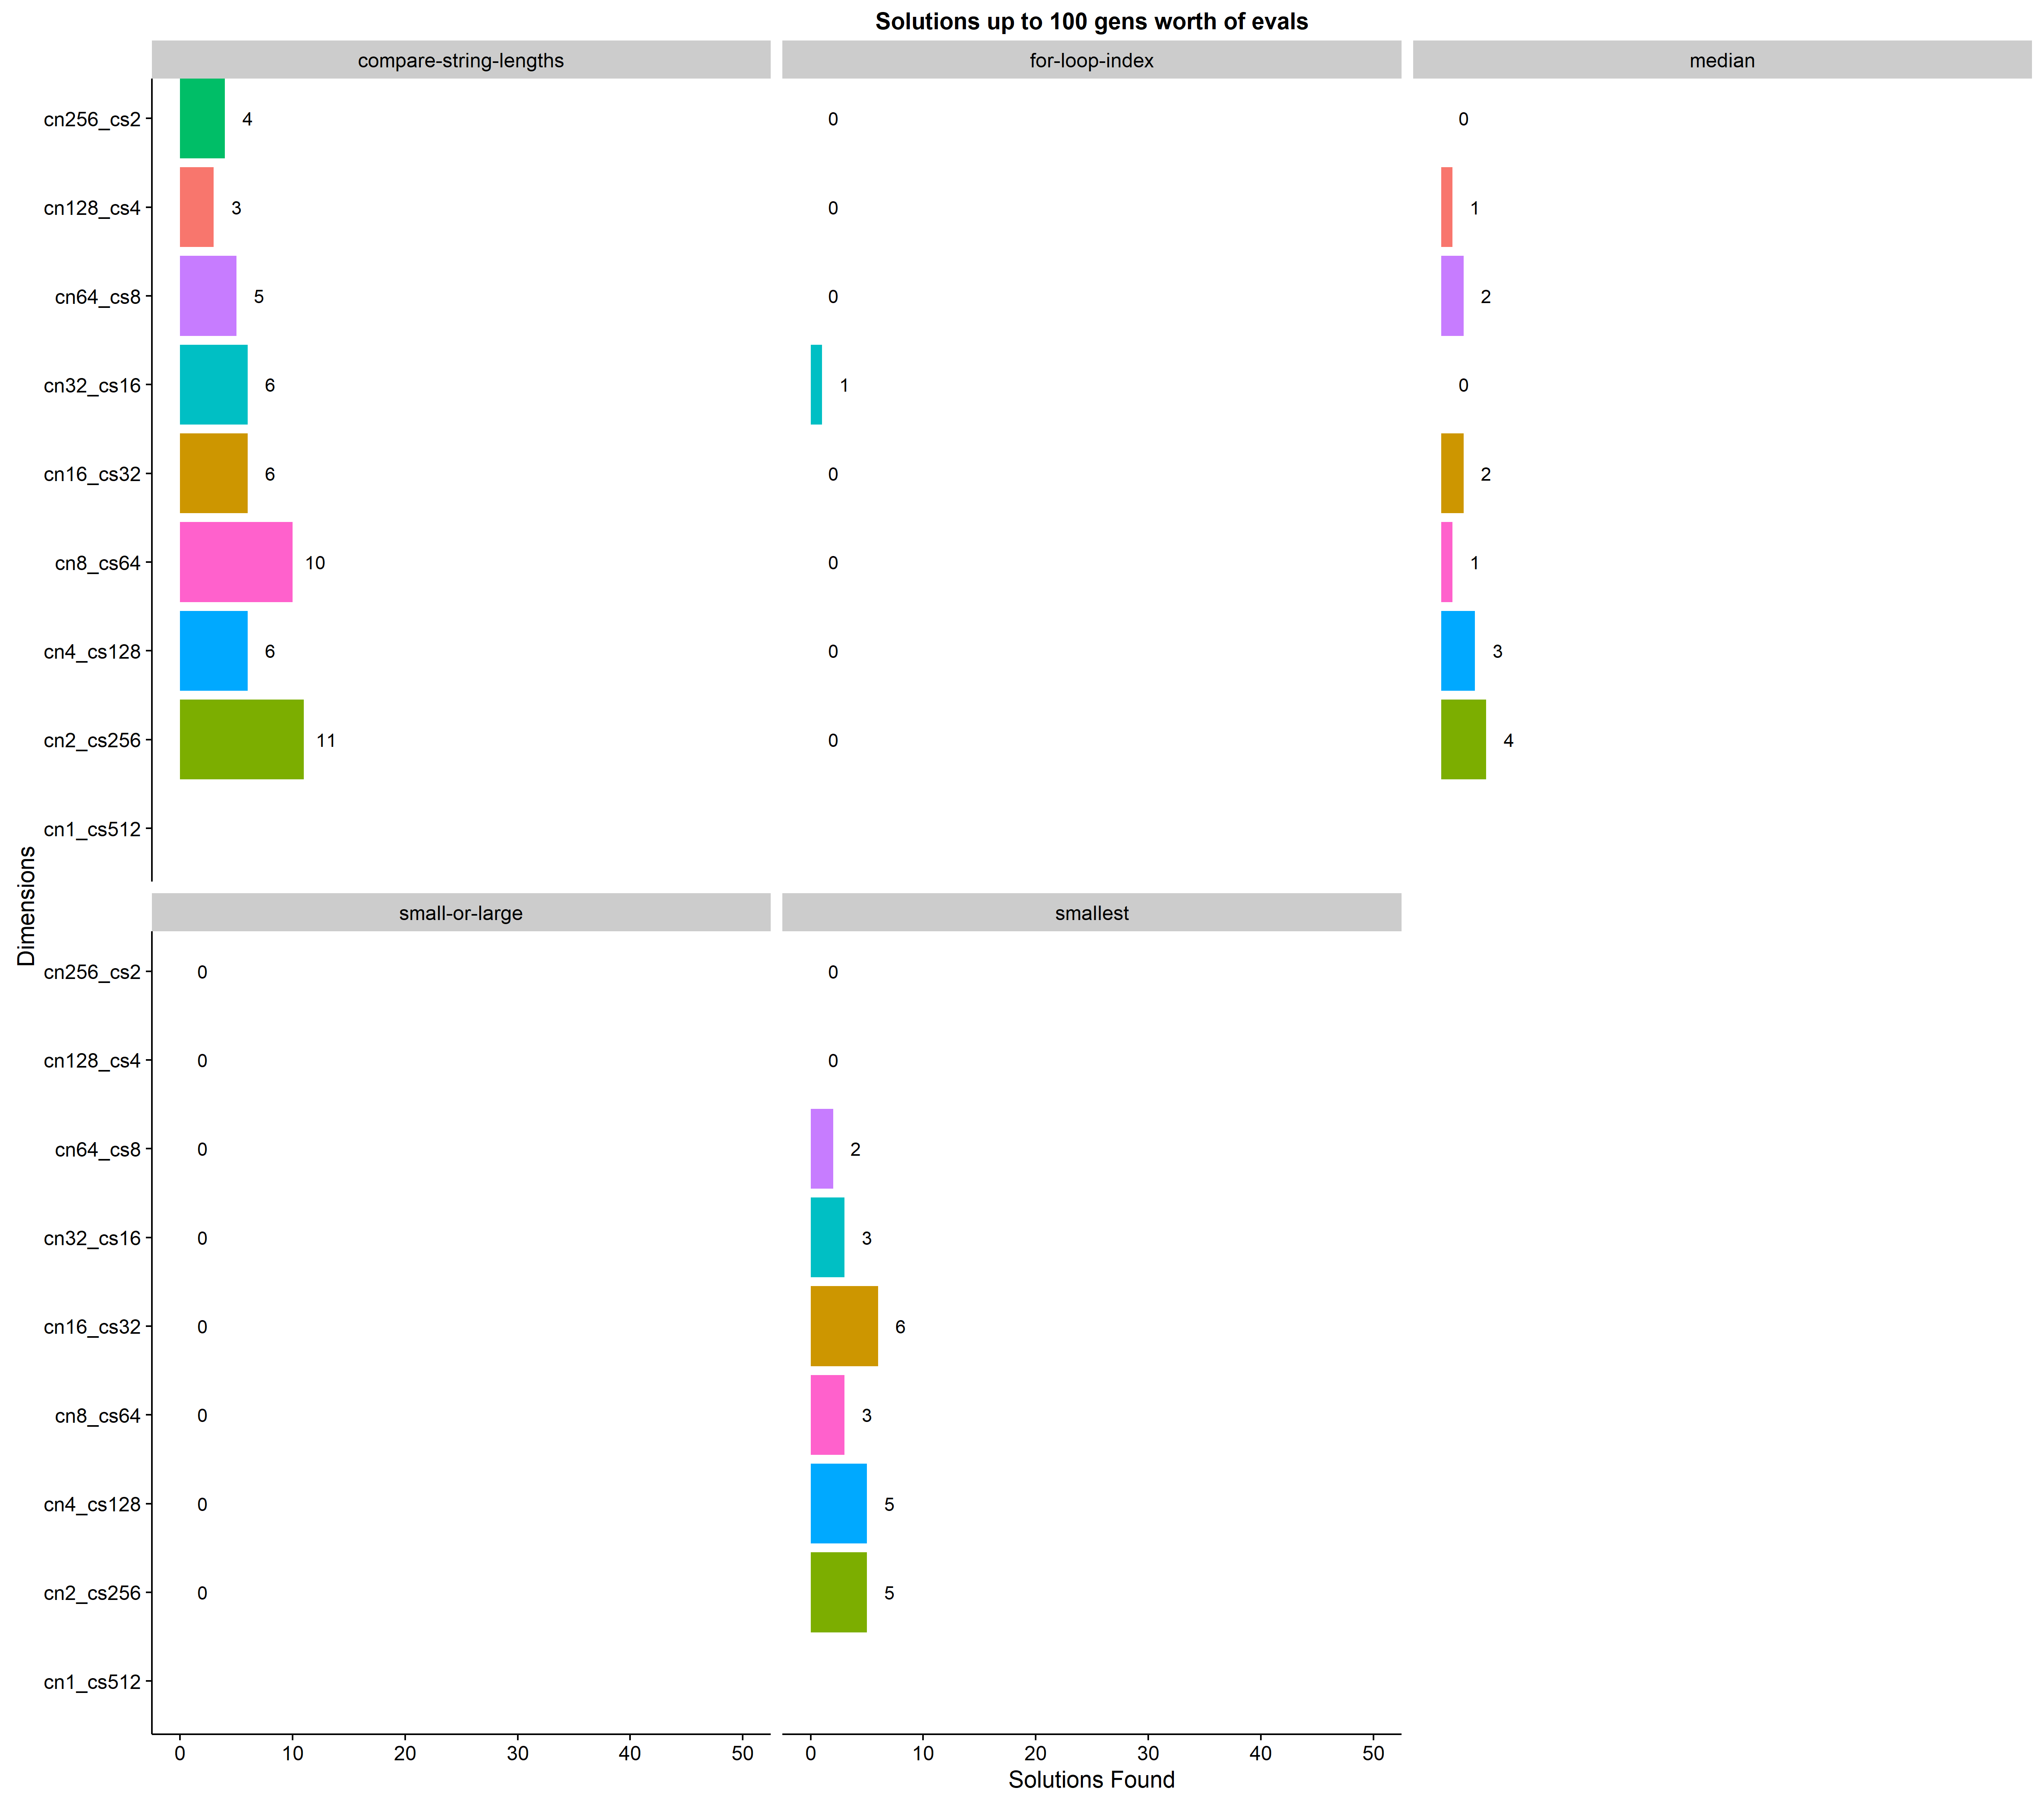 Solutions up to 100 gens worth of evals
compare-string-lengths for-loop-index median
cn256_cs2 4 0 0
cn128_cs4 3 0 1
cn64_cs8 5 0 2
cn32_cs16 6 1 0
cn16_cs32 6 0 2
cn8_cs64 10 0 1
cn4_cs128 6 0 3
cn2_cs256 11 0 4
cn1_cs512
Dimensions
small-or-large smallest
cn256_cs2 0 0
cn128_cs4 0 0
cn64_cs8 0 2
cn32_cs16 0 3
cn16_cs32 0 6
cn8_cs64 0 3
cn4_cs128 0 5
cn2_cs256 0 5
cn1_cs512
0 10 20 30 40 50 0 10 20 30 40 50
Solutions Found